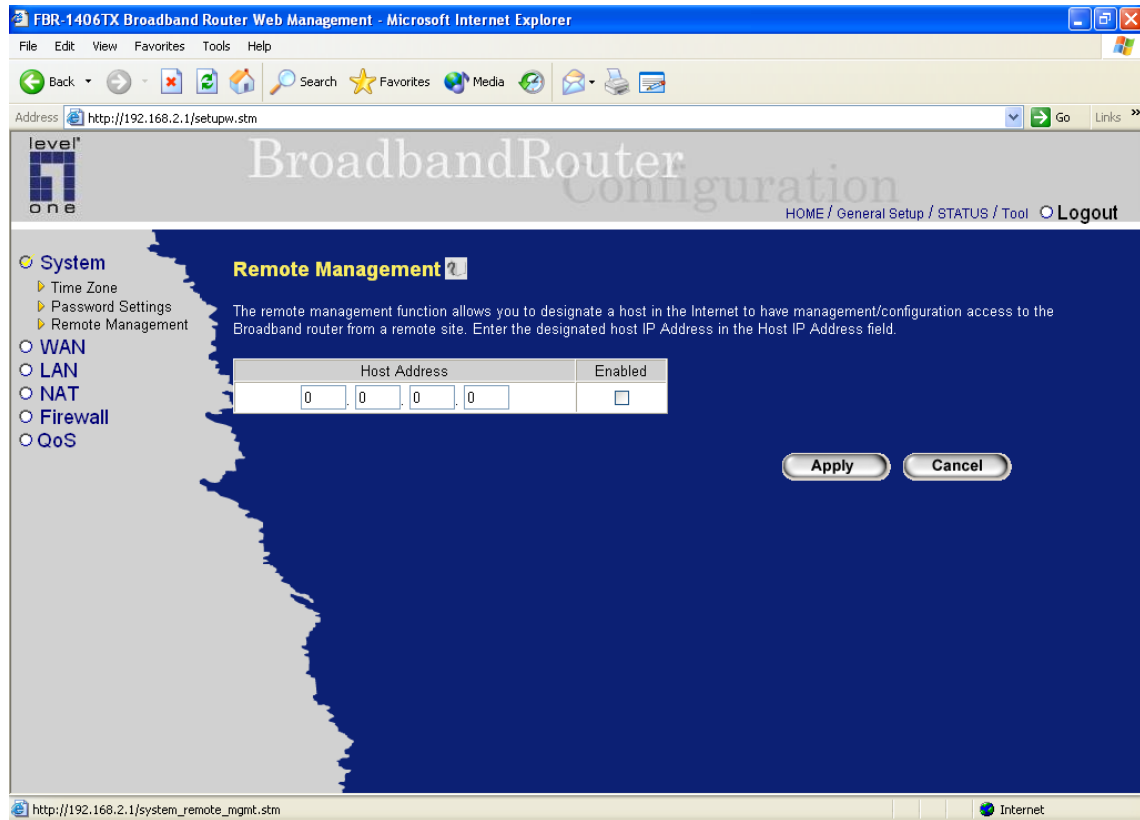 FBR-1406TX Broadband Router Web Management - Microsoft Internet Explorer
File Edit View Favorites Tools Help
Back Search Favorites Media
Address http://192.168.2.1/setupw.stm Go Links »
level one
BroadbandRouter
Configuration
HOME / General Setup / STATUS / Tool Logout
System
Time Zone
Password Settings
Remote Management
WAN
LAN
NAT
Firewall
QoS
Remote Management
The remote management function allows you to designate a host in the Internet to have management/configuration access to the
Broadband router from a remote site. Enter the designated host IP Address in the Host IP Address field.
Host Address Enabled
0 . 0 . 0 . 0
Apply Cancel
http://192.168.2.1/system_remote_mgmt.stm Internet